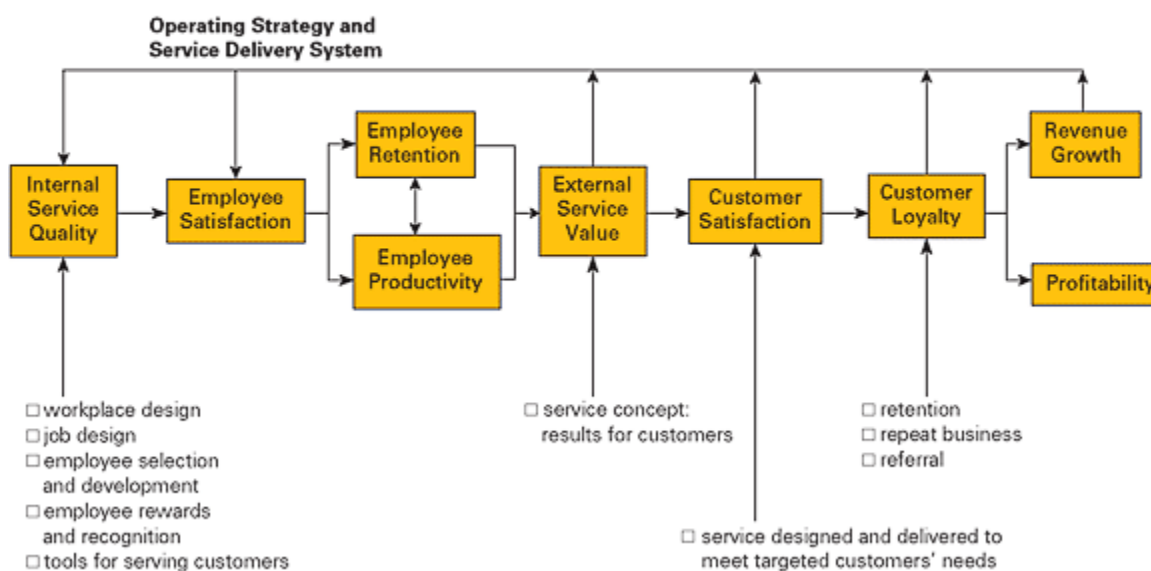 Operating Strategy and
Service Delivery System
Internal
Service
Quality
Employee
Satisfaction
Employee
Retention
Employee
Productivity
External
Service
Value
Customer
Satisfaction
Customer
Loyalty
Revenue
Growth
Profitability
□ workplace design
□ job design
□ employee selection
and development
□ employee rewards
and recognition
□ tools for serving customers
□ service concept:
results for customers
□ service designed and delivered to
meet targeted customers' needs
□ retention
□ repeat business
□ referral